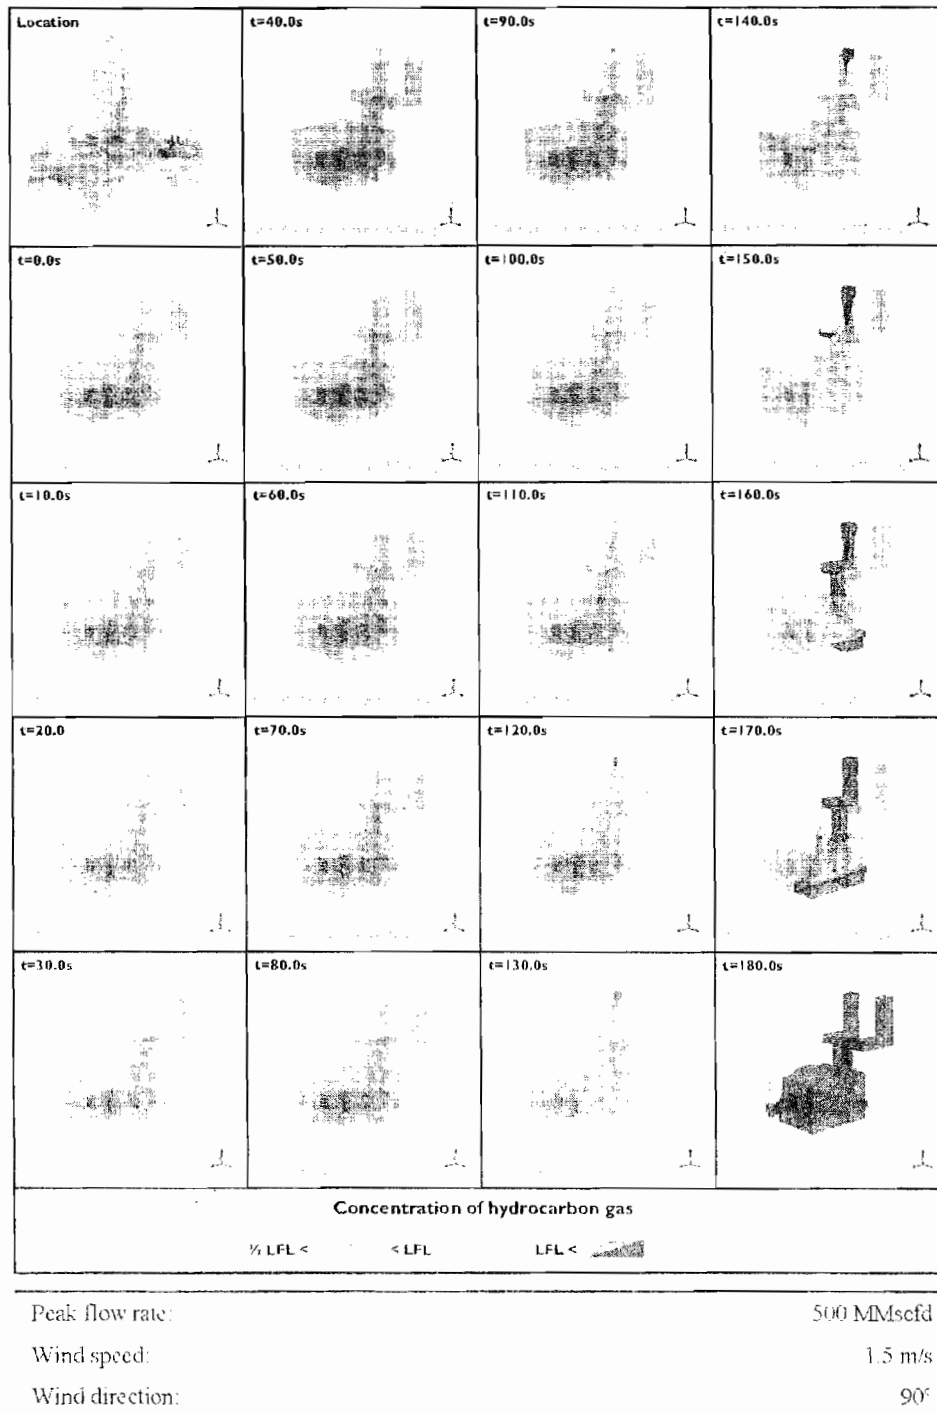 Location
t=40.0s
t=90.0s
t=140.0s
t=0.0s
t=50.0s
t=100.0s
t=150.0s
t=10.0s
t=60.0s
t=110.0s
t=160.0s
t=20.0
t=70.0s
t=120.0s
t=170.0s
t=30.0s
t=80.0s
t=130.0s
t=180.0s
Concentration of hydrocarbon gas
½ LFL < < LFL LFL <
Peak flow rate: 500 MMscfd
Wind speed: 1.5 m/s
Wind direction: 90°